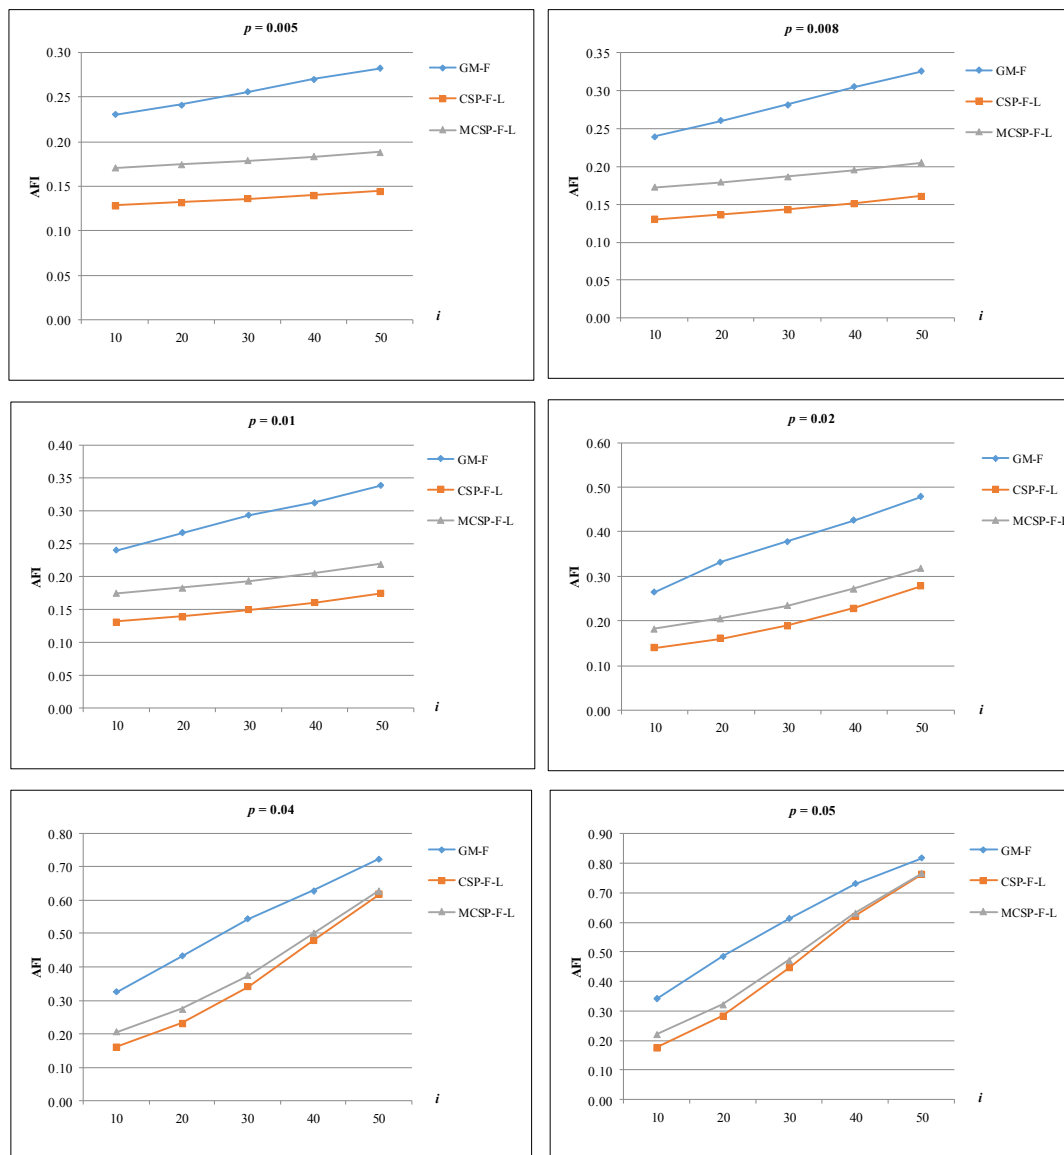 p = 0.005
0.30
0.25
0.20
0.15
0.10
0.05
0.00
AFI
10 20 30 40 50
i
GM-F
CSP-F-L
MCSP-F-L
p = 0.008
0.35
0.30
0.25
0.20
0.15
0.10
0.05
0.00
AFI
10 20 30 40 50
i
GM-F
CSP-F-L
MCSP-F-L
p = 0.01
0.40
0.35
0.30
0.25
0.20
0.15
0.10
0.05
0.00
AFI
10 20 30 40 50
i
GM-F
CSP-F-L
MCSP-F-L
p = 0.02
0.60
0.50
0.40
0.30
0.20
0.10
0.00
AFI
10 20 30 40 50
i
GM-F
CSP-F-L
MCSP-F-L
p = 0.04
0.80
0.70
0.60
0.50
0.40
0.30
0.20
0.10
0.00
AFI
10 20 30 40 50
i
GM-F
CSP-F-L
MCSP-F-L
p = 0.05
0.90
0.80
0.70
0.60
0.50
0.40
0.30
0.20
0.10
0.00
AFI
10 20 30 40 50
i
GM-F
CSP-F-L
MCSP-F-L